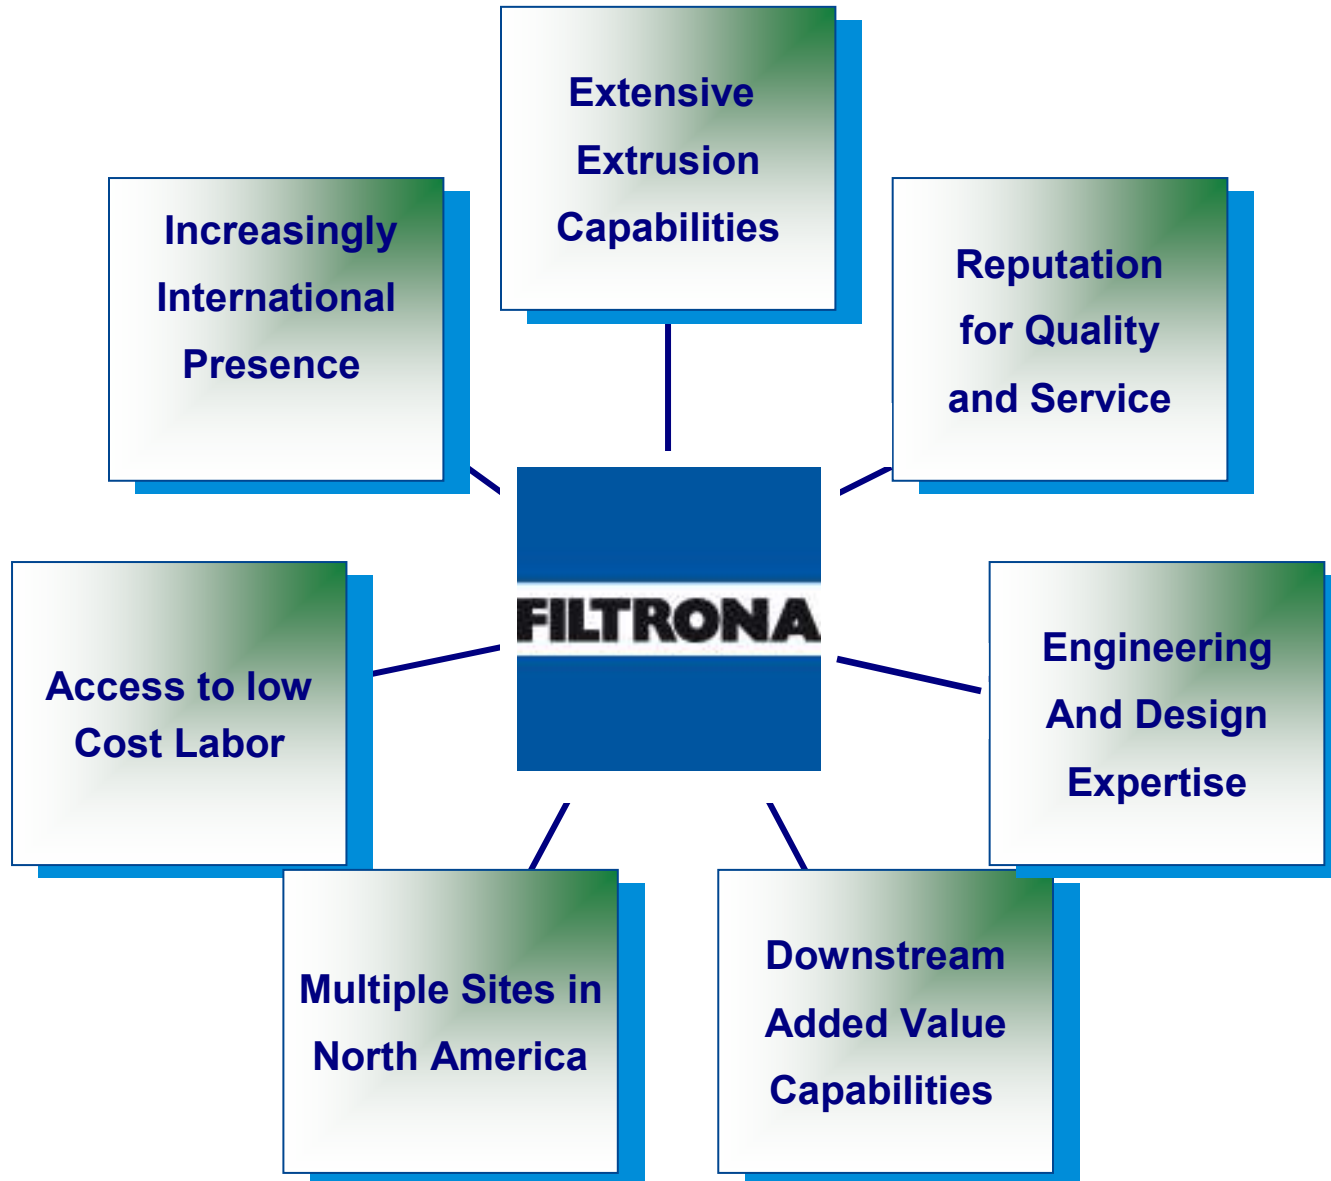 Extensive
Extrusion
Capabilities
Increasingly
International
Presence
Reputation
for Quality
and Service
FILTRONA
Access to low
Cost Labor
Engineering
And Design
Expertise
Multiple Sites in
North America
Downstream
Added Value
Capabilities